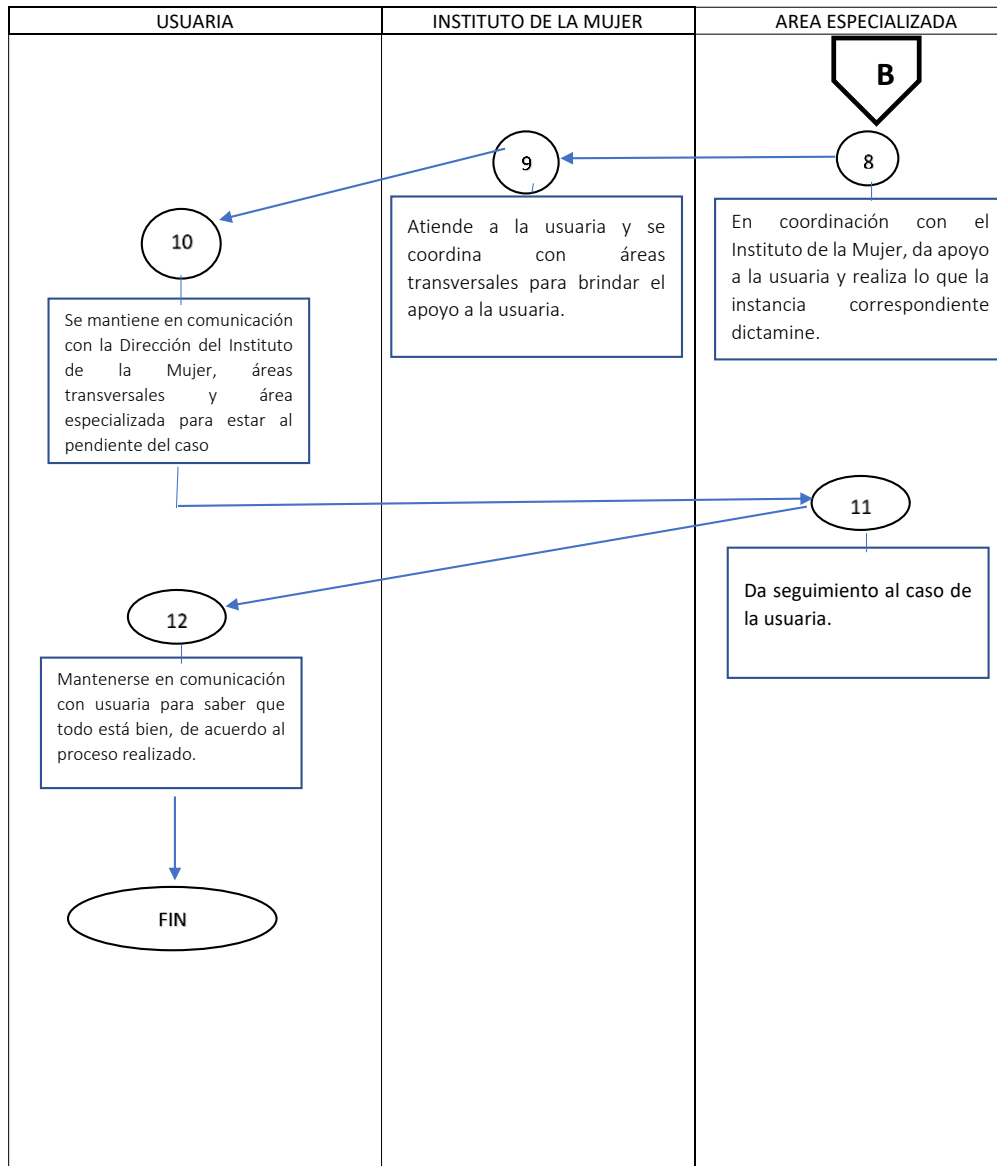 USUARIA
INSTITUTO DE LA MUJER
AREA ESPECIALIZADA
B
8
En coordinación con el
Instituto de la Mujer, da apoyo
a la usuaria y realiza lo que la
instancia correspondiente
dictamine.
9
Atiende a la usuaria y se
coordina con áreas
transversales para brindar el
apoyo a la usuaria.
10
Se mantiene en comunicación
con la Dirección del Instituto
de la Mujer, áreas
transversales y área
especializada para estar al
pendiente del caso
11
Da seguimiento al caso de
la usuaria.
12
Mantenerse en comunicación
con usuaria para saber que
todo está bien, de acuerdo al
proceso realizado.
FIN